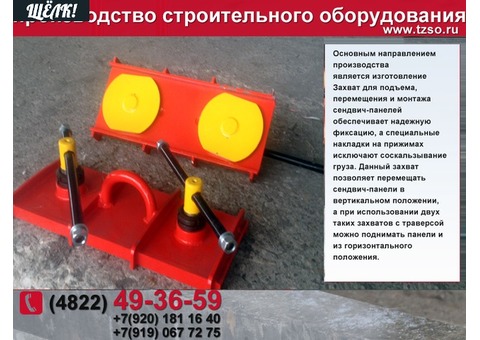 ЩЁЛК!
производство строительного оборудования
www.tzso.ru
Основным направлением
производства
является изготовление
Захват для подъема,
перемещения и монтажа
сендвич-панелей
обеспечивает надежную
фиксацию, а специальные
накладки на прижимах
исключают соскальзывание
груза. Данный захват
позволяет перемещать
сендвич-панели в
вертикальном положении,
а при использовании двух
таких захватов с траверсой
можно поднимать панели и
из горизонтального
положения.
(4822) 49-36-59
+7(920) 181 16 40
+7(919) 067 72 75